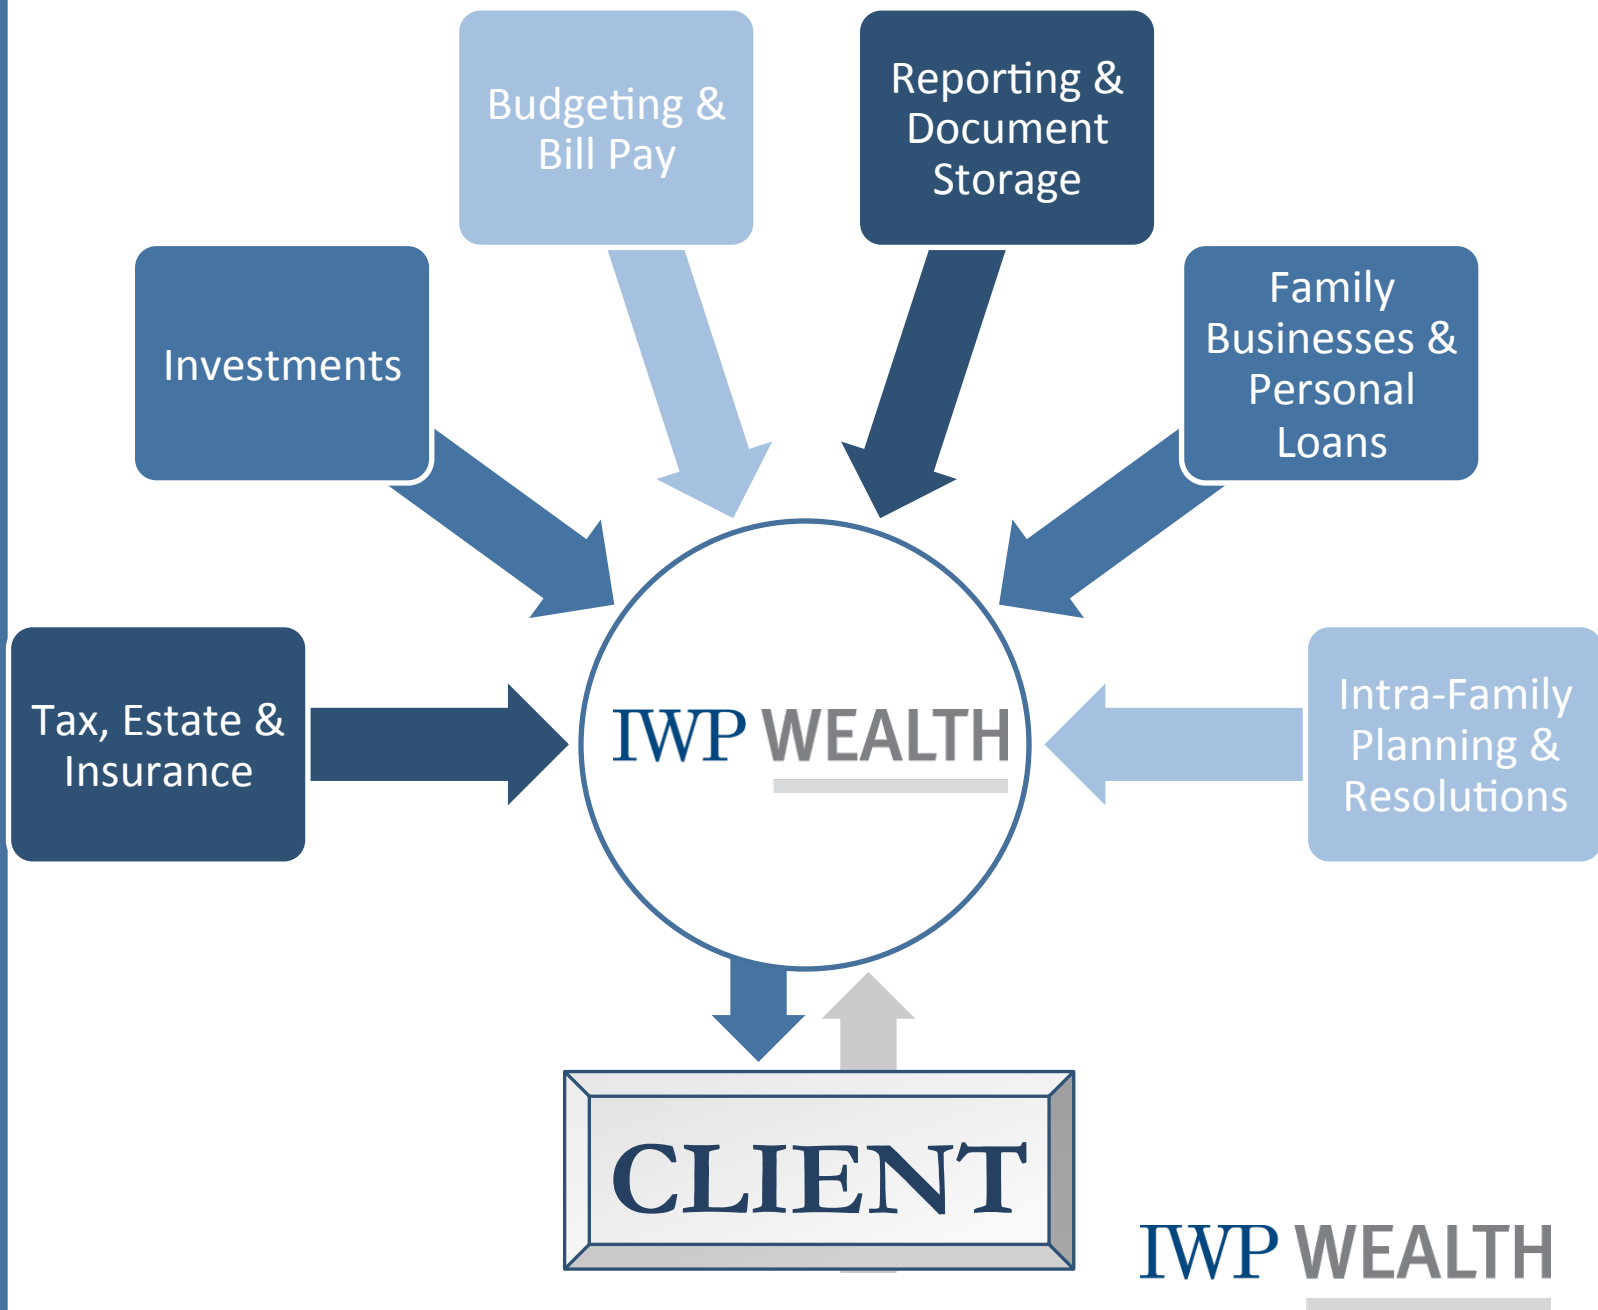 Budgeting &
Bill Pay
Reporting &
Document
Storage
Investments
Family
Businesses &
Personal
Loans
Tax, Estate &
Insurance
IWP WEALTH
Intra-Family
Planning &
Resolutions
CLIENT
IWP WEALTH